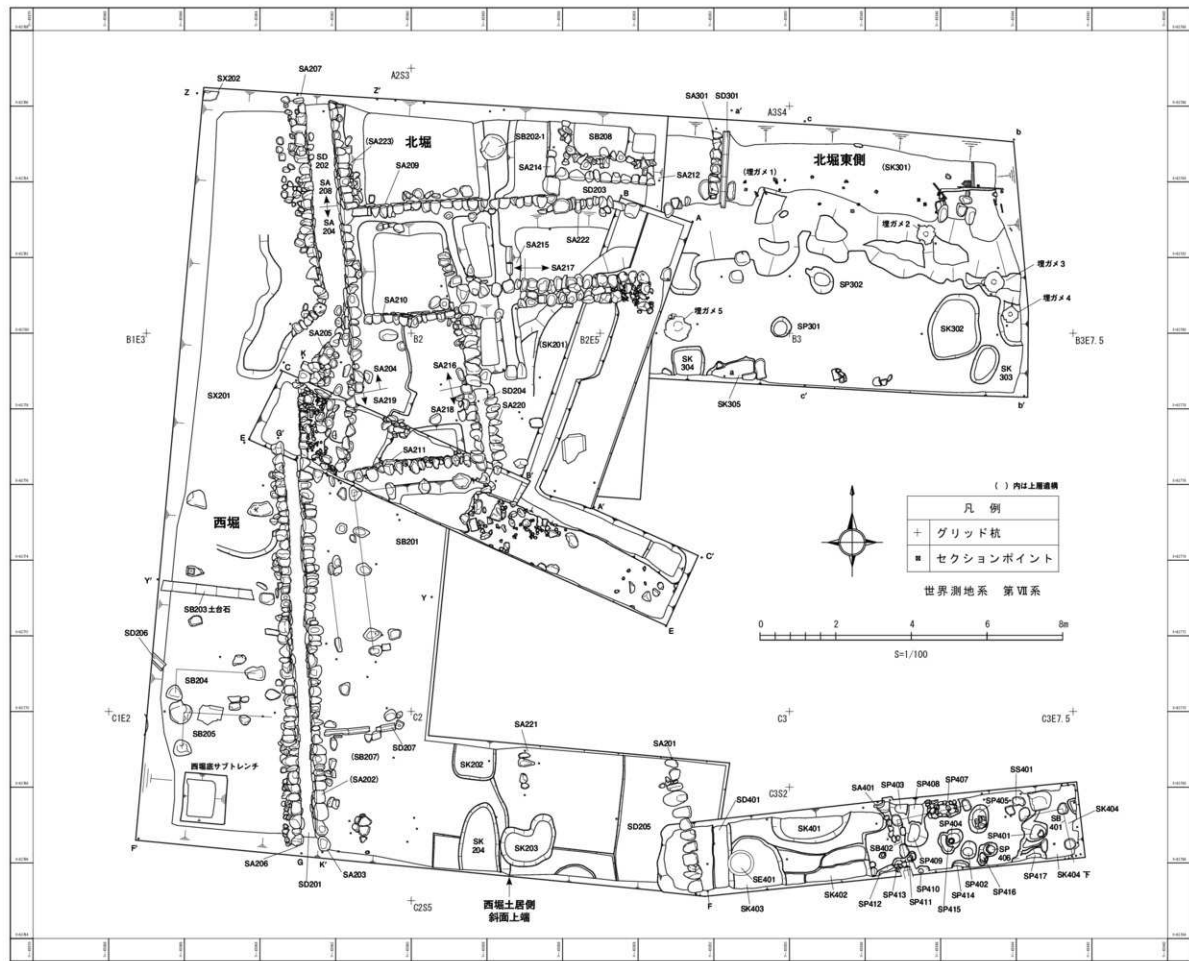 SX202
SA207
A2S3
Z
Z'
北堀
(SA223)
SA209
SD
202
SA
208
SA
204
SB202-1
SA214
SB208
SD203
SA212
SA301
SD301
a'
A3S4
c
b
北堀東側
(SK301)
(埋ガメ1)
B
A
埋ガメ2
埋ガメ3
埋ガメ4
埋ガメ5
SA215
SA217
SA222
SA210
SP302
SP301
SK302
SK
303
SK
304
SK305
a
c'
b'
B1E3
B2
B2E5
B3
B3E7.5
SA205
K
C
SX201
SA204
SA219
SA216
SA218
(SK201)
SD204
SA220
SA211
E
G'
G
B'
A'
C'
E
西堀
SB201
Y'
Y
SB203土台石
SD206
SB204
SB205
西堀底サブトレンチ
C1E2
C2
C3
C3E7.5
SD207
(SB207)
(SA202)
F'
SA206
G
K'
SD201
SA203
SK202
SK
204
SK203
SA221
SD205
SA201
西堀土居側
斜面上端
C2S5
C3S2
SD401
F
SE401
SK403
SK401
SK402
SB402
SA401
SP403
SP408
SP407
SP404
SP405
SS401
SP401
SB
401
SK404
SP
406
SP409
SP412
SP413
SP411
SP410
SP415
SP414
SP402
SP416
SP417
SK404 下
( )内は上層遺構
凡 例
+ グリッド杭
セクションポイント
世界測地系 第Ⅶ系
0 2 4 6 8m
S=1/100